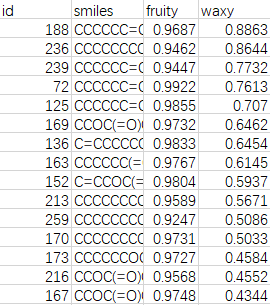 id smiles fruity waxy
188 CCCCCC=C 0.9687 0.8863
236 CCCCCCCC 0.9462 0.8644
239 CCCCCC=C 0.9447 0.7732
72 CCCCCC=C 0.9922 0.7613
125 CCCCCC=C 0.9855 0.707
169 CCOC(=O)( 0.9732 0.6462
136 C=CCCCCC 0.9833 0.6454
163 CCCCCC(= 0.9767 0.6145
152 C=CCOC(= 0.9804 0.5937
213 CCCCCCCC 0.9589 0.5671
259 CCCCCCCC 0.9247 0.5086
170 CCCCCCCC 0.9731 0.5033
173 CCCCCCOC 0.9727 0.4584
216 CCOC(=O)( 0.9568 0.4552
167 CCOC(=O)( 0.9748 0.4344